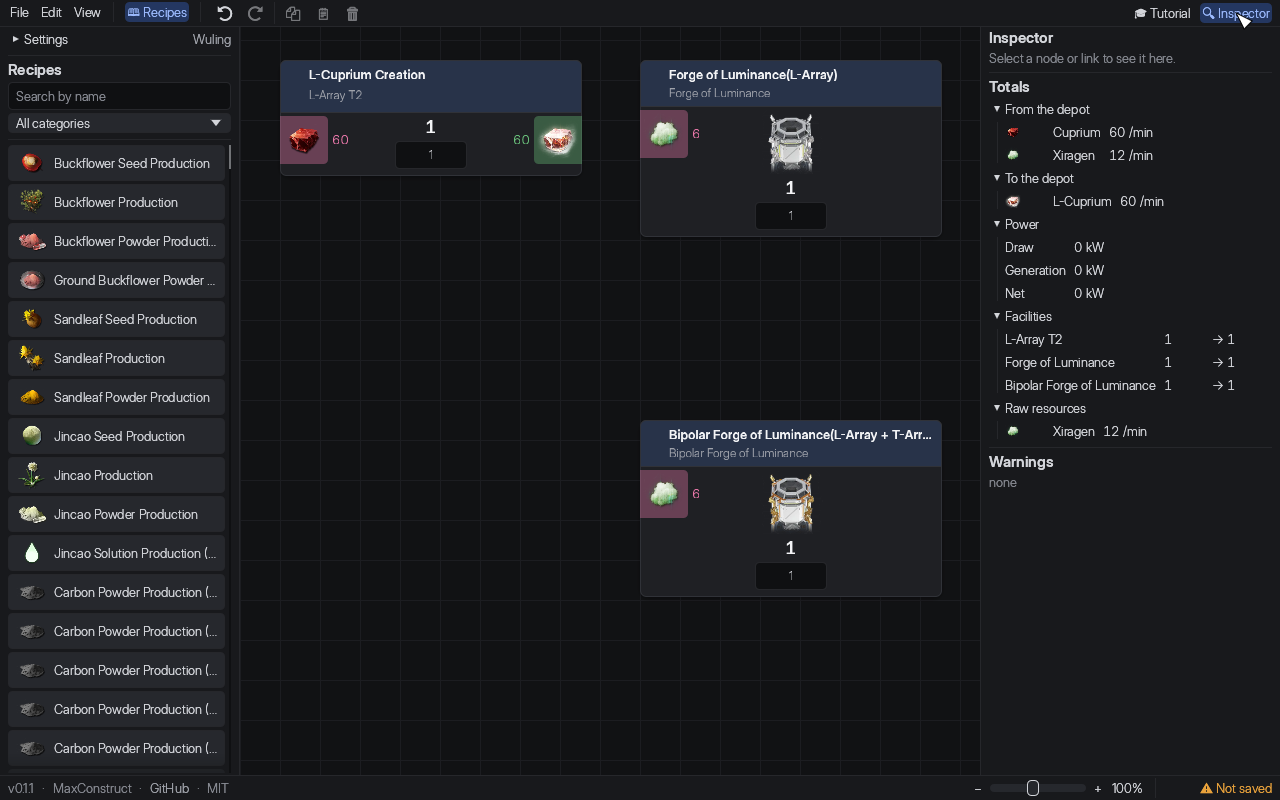 File Edit View Recipes Tutorial Inspector
Settings Wuling
Recipes
Search by name
All categories
Buckflower Seed Production
Buckflower Production
Buckflower Powder Producti...
Ground Buckflower Powder ...
Sandleaf Seed Production
Sandleaf Production
Sandleaf Powder Production
Jincao Seed Production
Jincao Production
Jincao Powder Production
Jincao Solution Production (...
Carbon Powder Production (...
Carbon Powder Production (...
Carbon Powder Production (...
Carbon Powder Production (...
Carbon Powder Production (...
L-Cuprium Creation
L-Array T2
60 1 60
1
Forge of Luminance(L-Array)
Forge of Luminance
6
1
1
Bipolar Forge of Luminance(L-Array + T-Arr...
Bipolar Forge of Luminance
6
1
1
Inspector
Select a node or link to see it here.
Totals
From the depot
Cuprium 60 /min
Xiragen 12 /min
To the depot
L-Cuprium 60 /min
Power
Draw 0 kW
Generation 0 kW
Net 0 kW
Facilities
L-Array T2 1 → 1
Forge of Luminance 1 → 1
Bipolar Forge of Luminance 1 → 1
Raw resources
Xiragen 12 /min
Warnings
none
v0.1.1 · MaxConstruct · GitHub · MIT
− + 100% Not saved